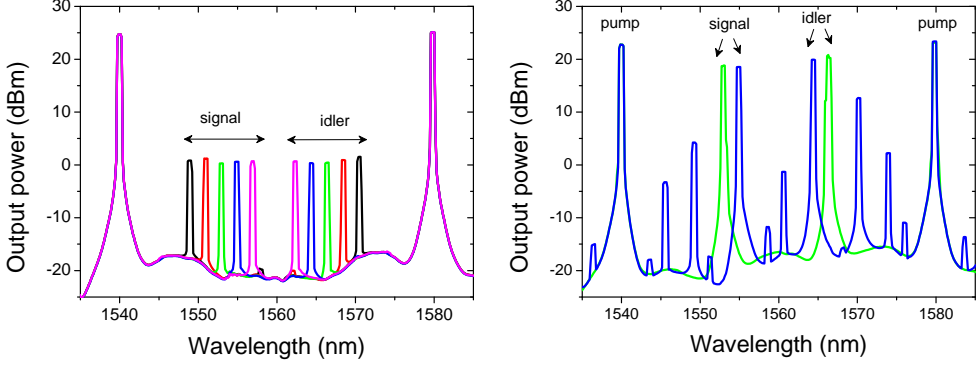 30
20
10
0
-10
-20
Output power (dBm)
signal
idler
1540
1550
1560
1570
1580
Wavelength (nm)
30
20
10
0
-10
-20
Output power (dBm)
pump
signal
idler
pump
1540
1550
1560
1570
1580
Wavelength (nm)